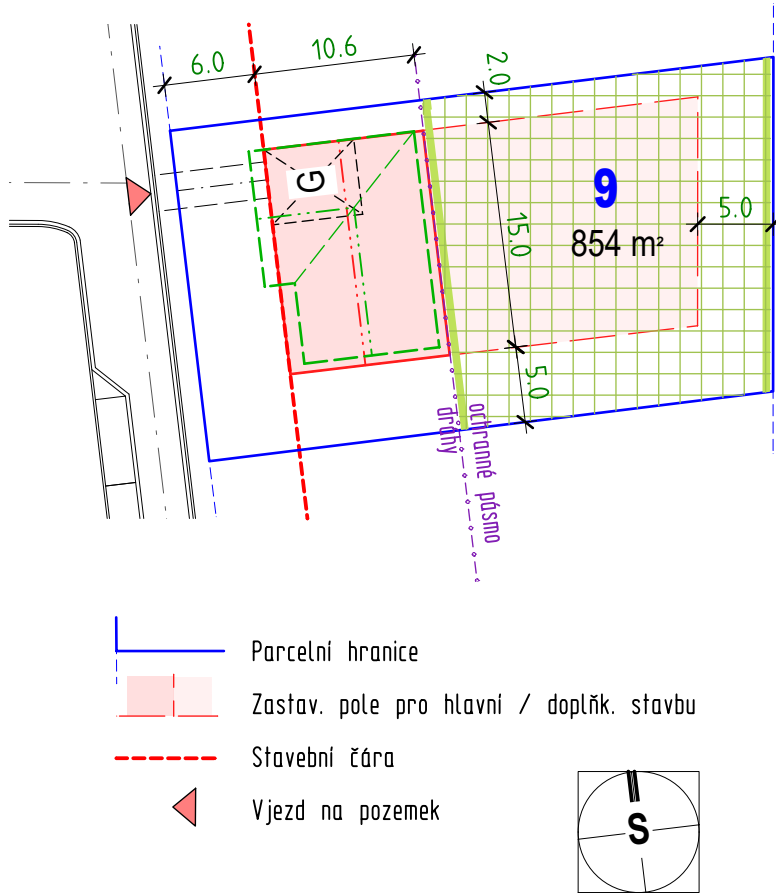 6.0
10.6
2.0
G
9
854 m²
15.0
5.0
5.0
ochranné pásmo
dráhy
Parcelní hranice
Zastav. pole pro hlavní / doplňk. stavbu
Stavební čára
Vjezd na pozemek
S